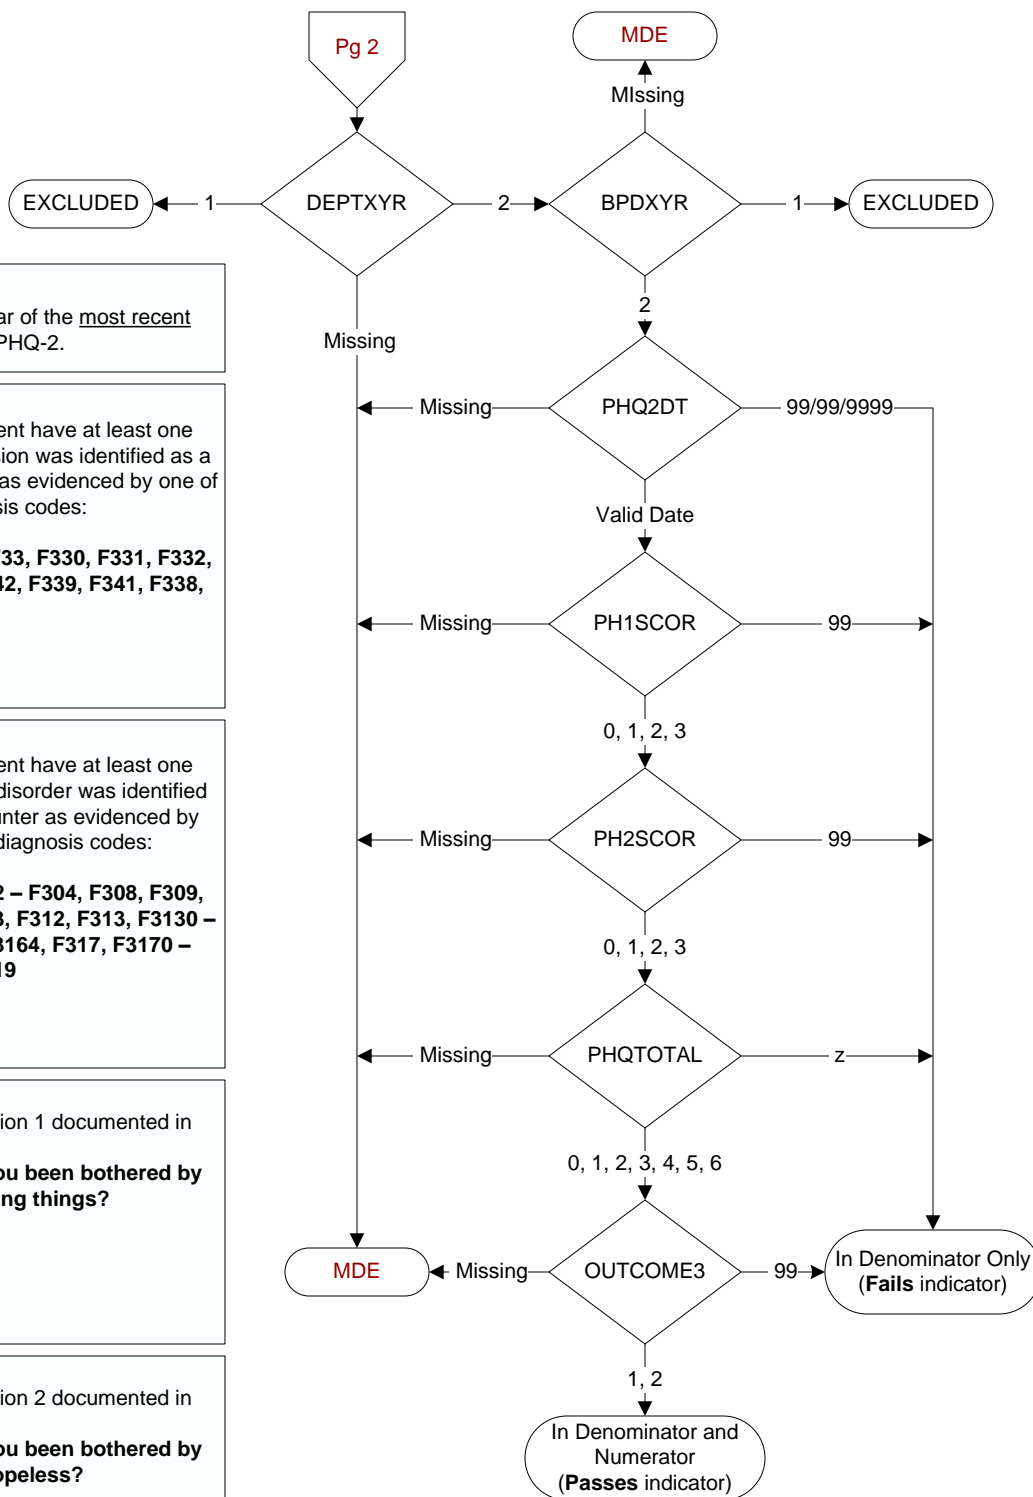 Pg 2
MDE
MIssing
EXCLUDED
1
DEPTXYR
2
BPDXYR
1
EXCLUDED
2
Missing
PHQ2DT
Missing
99/99/9999
Valid Date
PH1SCOR
Missing
99
0, 1, 2, 3
PH2SCOR
Missing
99
0, 1, 2, 3
PHQTOTAL
Missing
z
0, 1, 2, 3, 4, 5, 6
OUTCOME3
Missing
MDE
99
In Denominator Only
(Fails indicator)
1, 2
In Denominator and
Numerator
(Passes indicator)
ar of the most recent
PHQ-2.
ent have at least one
sion was identified as a
as evidenced by one of
sis codes:
F33, F330, F331, F332,
42, F339, F341, F338,
ent have at least one
disorder was identified
unter as evidenced by
diagnosis codes:
2 – F304, F308, F309,
3, F312, F313, F3130 –
3164, F317, F3170 –
19
tion 1 documented in
ou been bothered by
ing things?
tion 2 documented in
ou been bothered by
opeless?